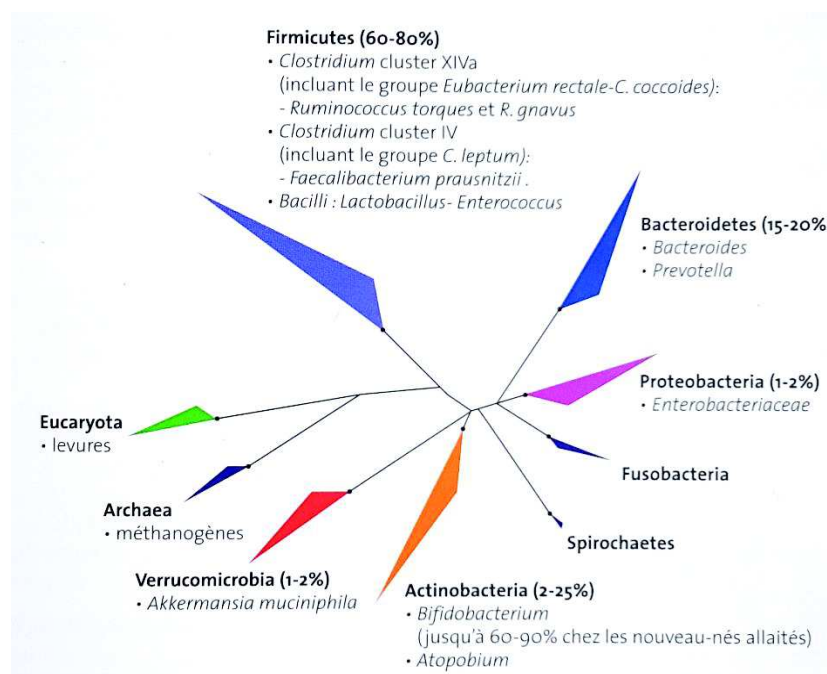 Firmicutes (60-80%)
• Clostridium cluster XIVa
(incluant le groupe Eubacterium rectale-C. coccoides):
- Ruminococcus torques et R. gnavus
• Clostridium cluster IV
(incluant le groupe C. leptum):
- Faecalibacterium prausnitzii .
• Bacilli : Lactobacillus- Enterococcus
Bacteroidetes (15-20%
• Bacteroides
• Prevotella
Proteobacteria (1-2%)
• Enterobacteriaceae
Eucaryota
• levures
Fusobacteria
Archaea
• méthanogènes
Spirochaetes
Verrucomicrobia (1-2%)
• Akkermansia muciniphila
Actinobacteria (2-25%)
• Bifidobacterium
(jusqu'à 60-90% chez les nouveau-nés allaités)
• Atopobium